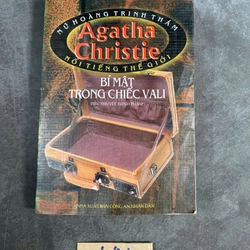 NỮ HOÀNG TRINH THÁM
Agatha
Christie
NỔI TIẾNG THẾ GIỚI
BÍ MẬT
TRONG CHIẾC VALI
NHÀ XUẤT BẢN CÔNG AN NHÂN DÂN